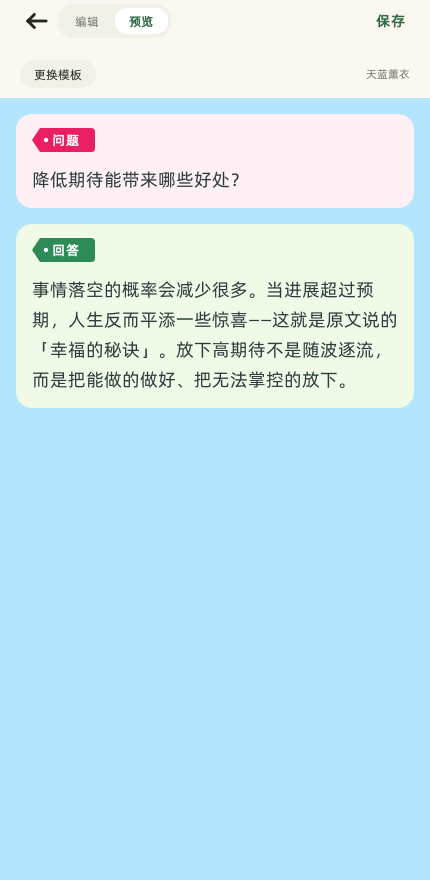 编辑
预览
保存
更换模板
天蓝薰衣
问题
降低期待能带来哪些好处？
回答
事情落空的概率会减少很多。当进展超过预
期，人生反而平添一些惊喜——这就是原文说的
「幸福的秘诀」。放下高期待不是随波逐流，
而是把能做的做好、把无法掌控的放下。